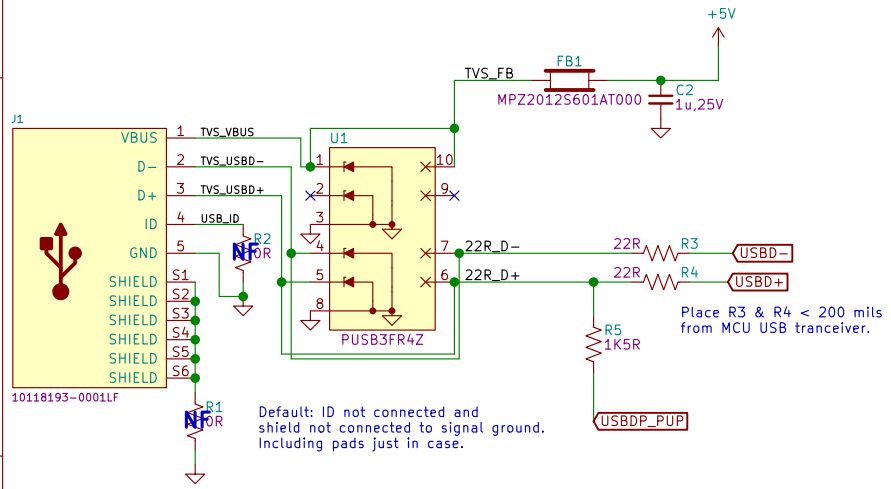 +5V
FB1
TVS_FB
MPZ2012S601AT000
C2
1u,25V
J1
VBUS 1 TVS_VBUS
D- 2 TVS_USBD-
D+ 3 TVS_USBD+
ID 4 USB_ID
GND 5
SHIELD S1
SHIELD S2
SHIELD S3
SHIELD S4
SHIELD S5
SHIELD S6
10118193-0001LF
R2
NF 0R
R1
NF 0R
U1
1 10
2 9
3
4 7
5 6
8
PUSB3FR4Z
22R_D- 22R R3 USBD-
22R_D+ 22R R4 USBD+
Place R3 & R4 < 200 mils
from MCU USB tranceiver.
R5
1K5R
USBDP_PUP
Default: ID not connected and
shield not connected to signal ground.
Including pads just in case.